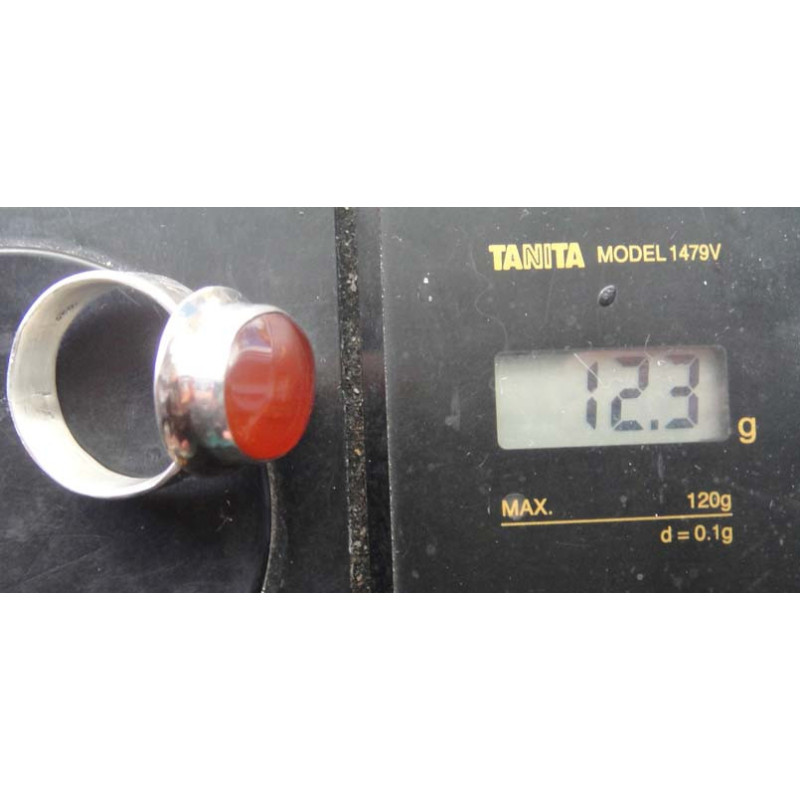 TANITA MODEL 1479V
12.3 g
MAX. 120g
d = 0.1g